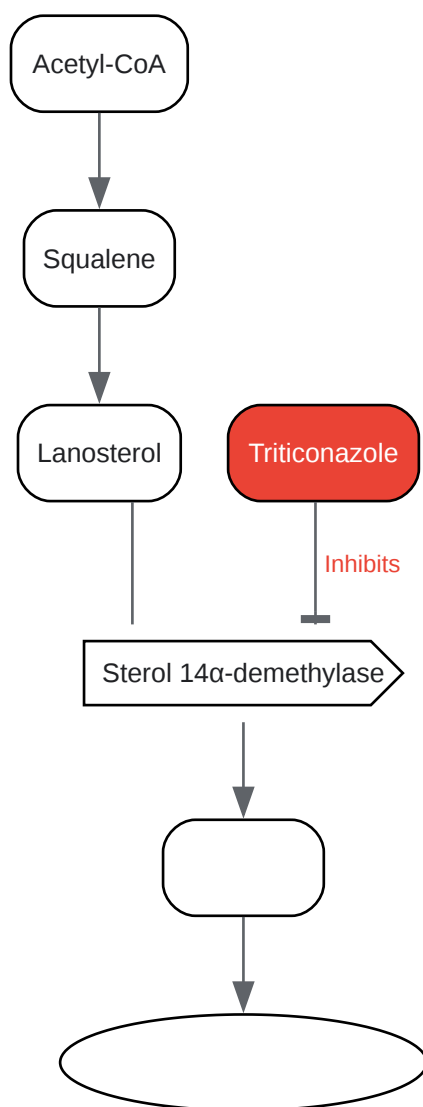 Acetyl-CoA
Squalene
Lanosterol
Triticonazole
Inhibits
Sterol 14α-demethylase